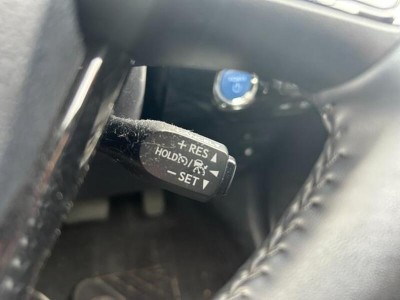 + RES ▲
HOLD(S)/ ◀
− SET ▼